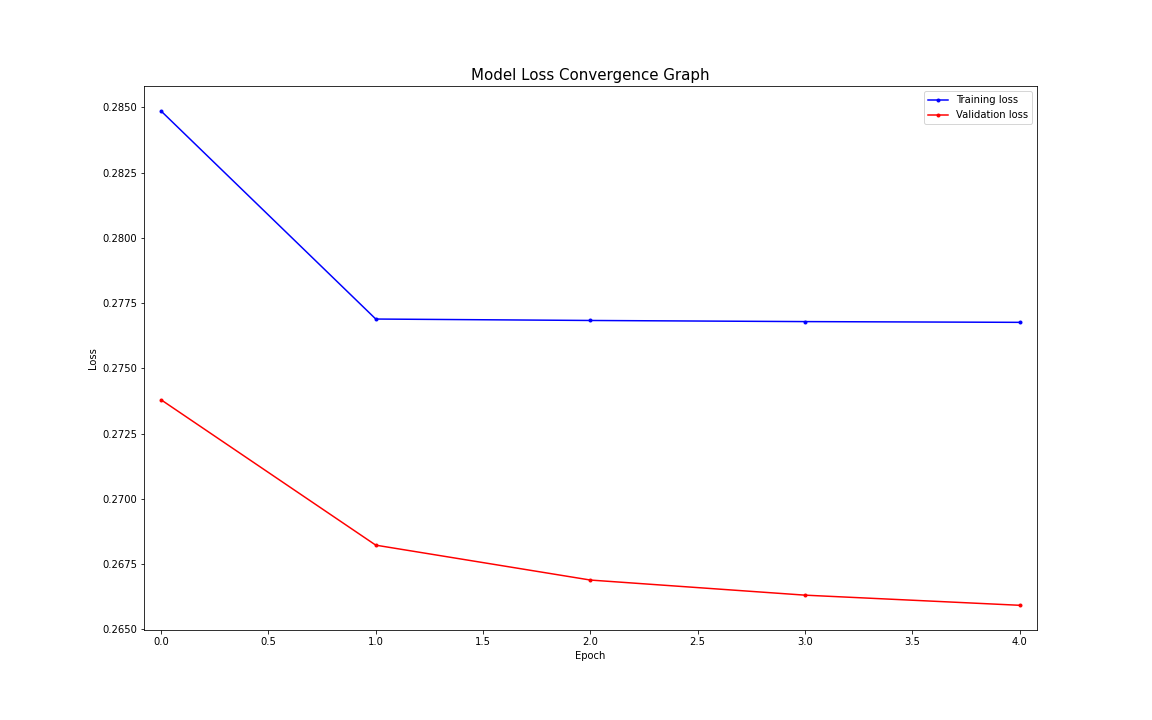 Model Loss Convergence Graph
Training loss
Validation loss
Loss
0.2850
0.2825
0.2800
0.2775
0.2750
0.2725
0.2700
0.2675
0.2650
0.0 0.5 1.0 1.5 2.0 2.5 3.0 3.5 4.0
Epoch